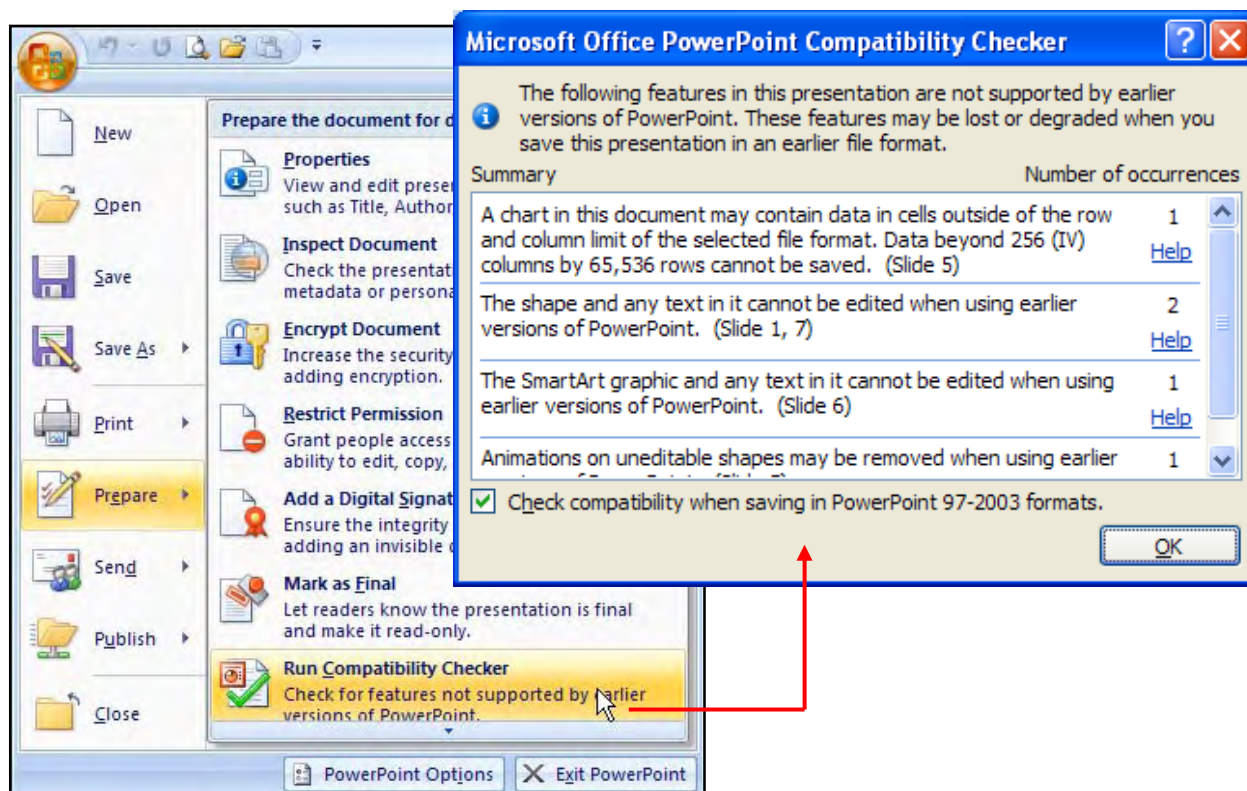 Microsoft Office PowerPoint Compatibility Checker
The following features in this presentation are not supported by earlier
versions of PowerPoint. These features may be lost or degraded when you
save this presentation in an earlier file format.
Summary
Number of occurrences
A chart in this document may contain data in cells outside of the row
and column limit of the selected file format. Data beyond 256 (IV)
columns by 65,536 rows cannot be saved. (Slide 5)
1
Help
The shape and any text in it cannot be edited when using earlier
versions of PowerPoint. (Slide 1, 7)
2
Help
The SmartArt graphic and any text in it cannot be edited when using
earlier versions of PowerPoint. (Slide 6)
1
Help
Animations on uneditable shapes may be removed when using earlier
1
Check compatibility when saving in PowerPoint 97-2003 formats.
OK
New
Open
Save
Save As
Print
Prepare
Send
Publish
Close
Prepare the document for d
Properties
View and edit preser
such as Title, Author
Inspect Document
Check the presentati
metadata or persona
Encrypt Document
Increase the security
adding encryption.
Restrict Permission
Grant people access
ability to edit, copy,
Add a Digital Signat
Ensure the integrity
adding an invisible d
Mark as Final
Let readers know the presentation is final
and make it read-only.
Run Compatibility Checker
Check for features not supported by earlier
versions of PowerPoint.
PowerPoint Options
Exit PowerPoint